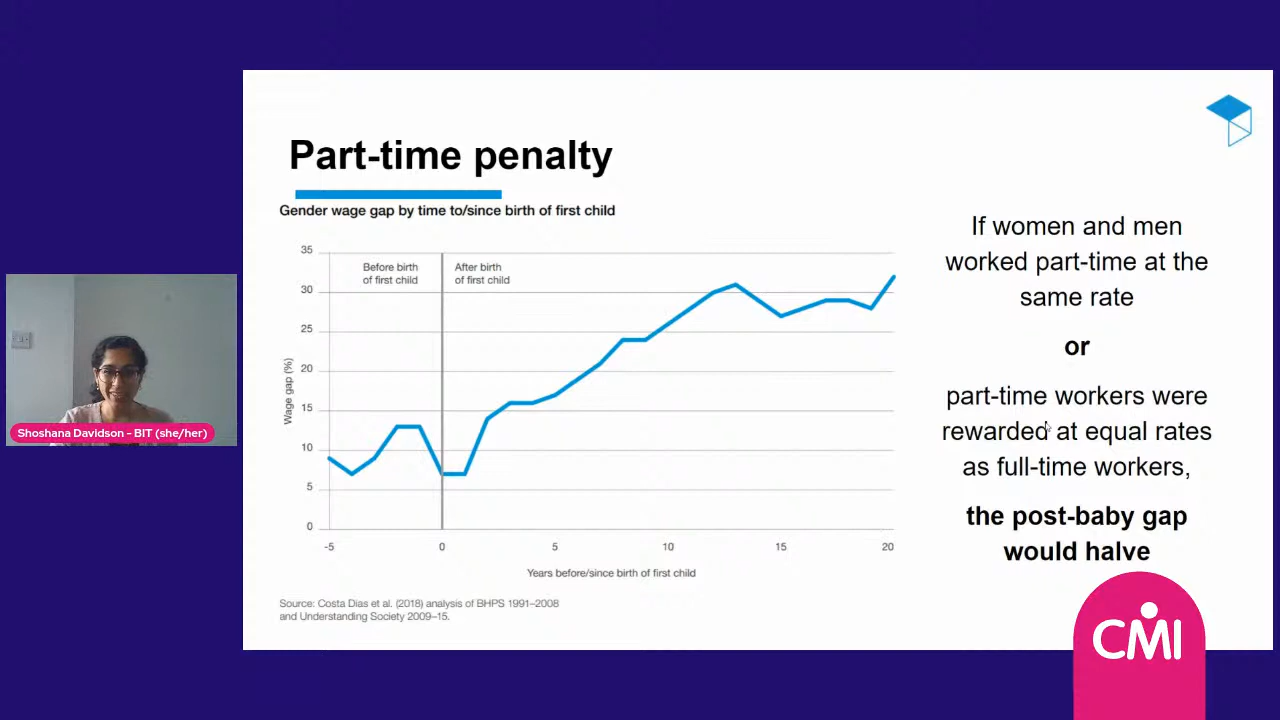 Part-time penalty
Gender wage gap by time to/since birth of first child
35
30
25
20
15
10
5
0
Wage gap (%)
Before birth
of first child
After birth
of first child
-5
0
5
10
15
20
Years before/since birth of first child
Source: Costa Dias et al. (2018) analysis of BHPS 1991–2008
and Understanding Society 2009–15.
If women and men
worked part-time at the
same rate
or
part-time workers were
rewarded at equal rates
as full-time workers,
the post-baby gap
would halve
Shoshana Davidson - BIT (she/her)
CMI